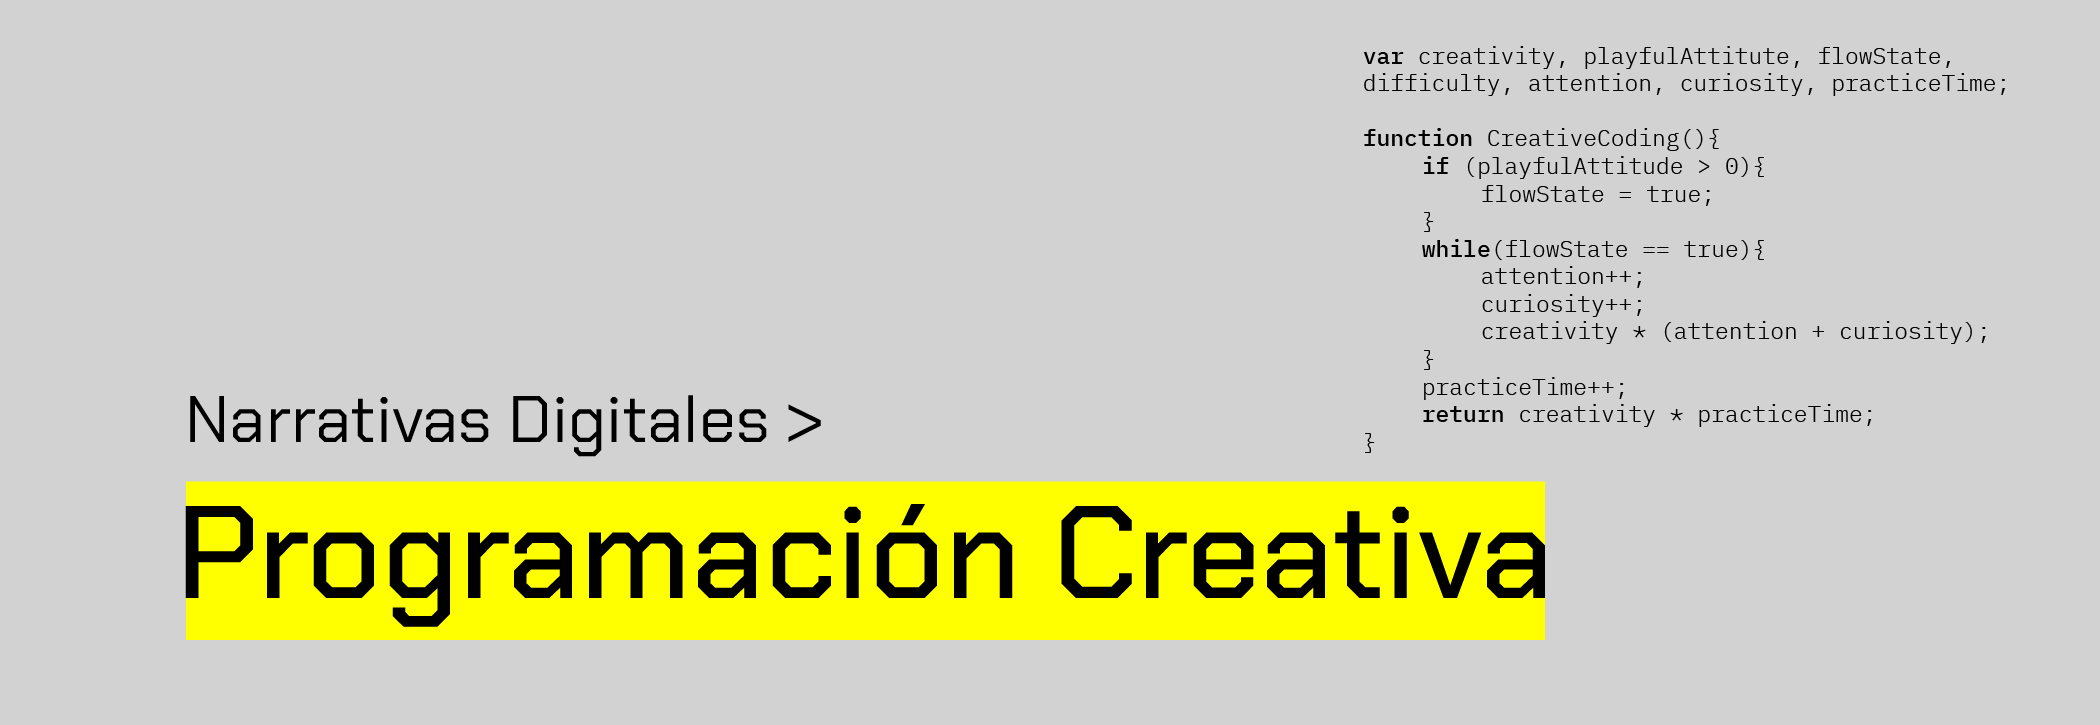 var creativity, playfulAttitute, flowState,
difficulty, attention, curiosity, practiceTime;
function CreativeCoding(){
if (playfulAttitude > 0){
flowState = true;
}
while(flowState == true){
attention++;
curiosity++;
creativity * (attention + curiosity);
}
practiceTime++;
return creativity * practiceTime;
}
Narrativas Digitales >
Programación Creativa